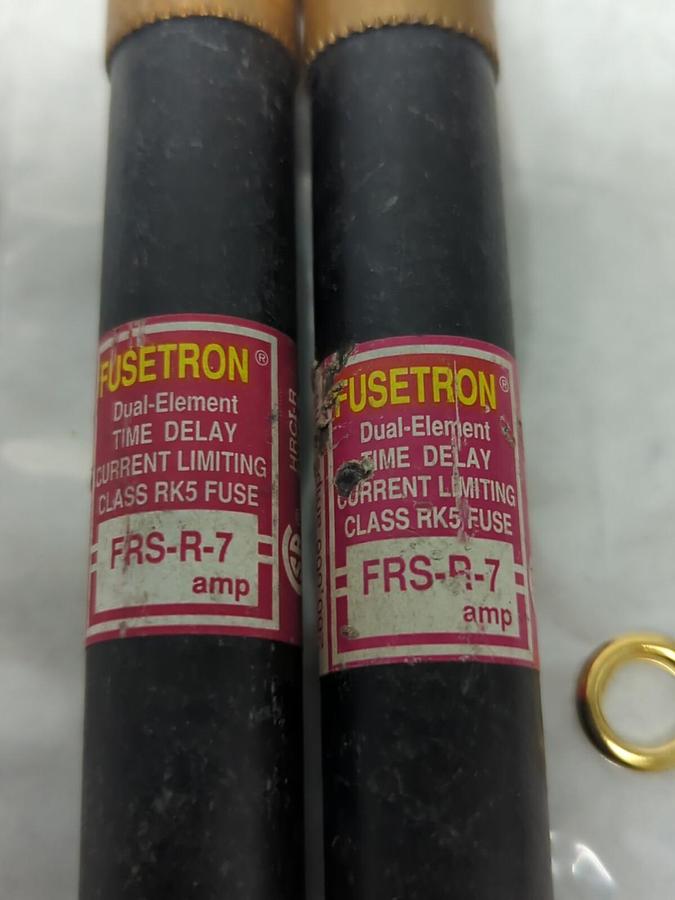 FUSETRON®
Dual-Element
TIME DELAY
CURRENT LIMITING
CLASS RK5 FUSE
FRS-R-7
amp
HRCI-R
FUSETRON®
Dual-Element
TIME DELAY
CURRENT LIMITING
CLASS RK5 FUSE
FRS-R-7
amp